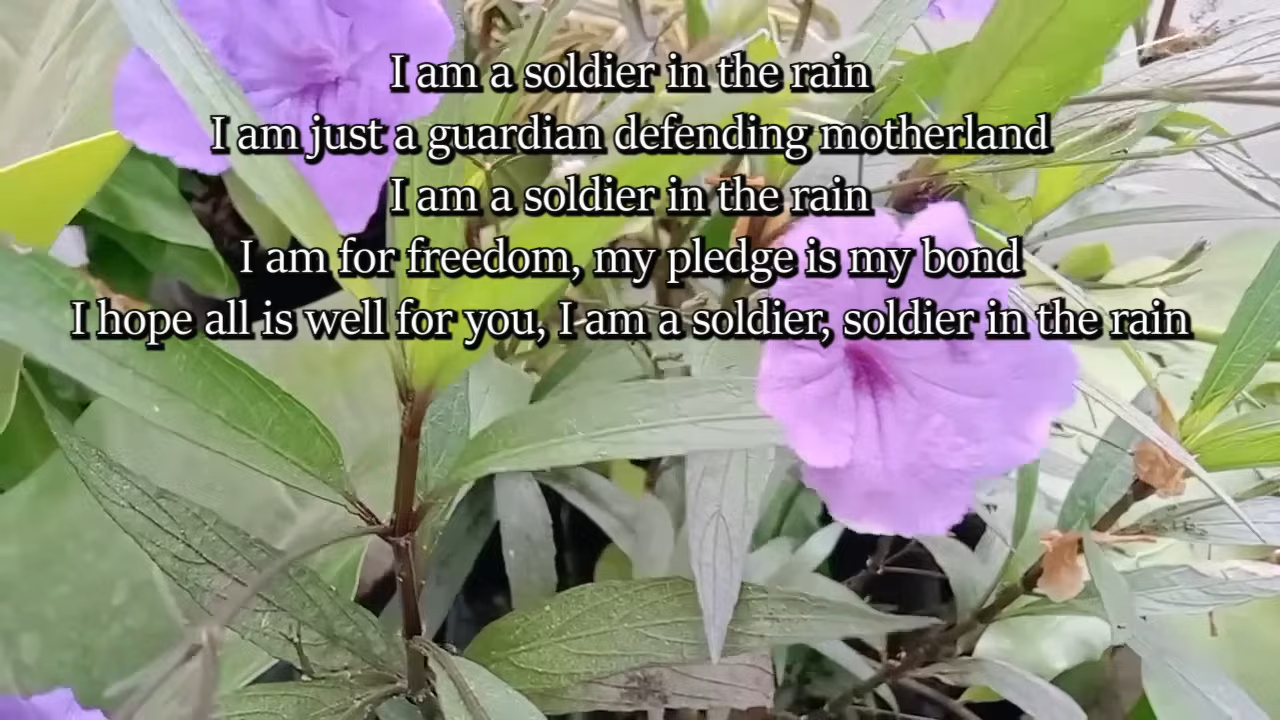 I am a soldier in the rain
I am just a guardian defending motherland
I am a soldier in the rain
I am for freedom, my pledge is my bond
I hope all is well for you, I am a soldier, soldier in the rain